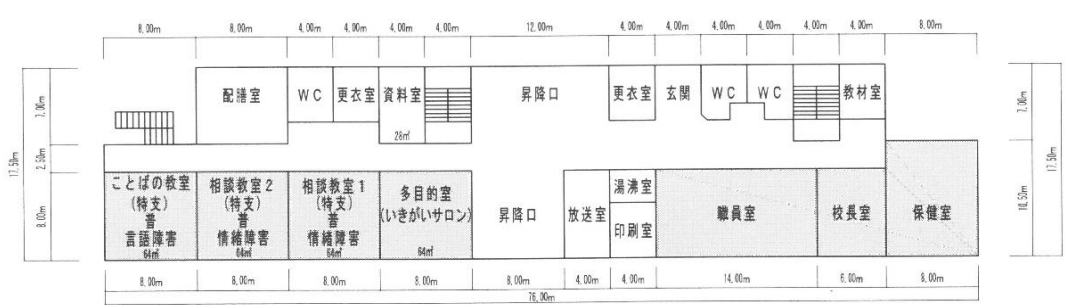 8.00m 8.00m 4.00m 4.00m 4.00m 4.00m 12.00m 4.00m 4.00m 4.00m 4.00m 4.00m 4.00m 8.00m
配膳室 WC 更衣室 資料室 昇降口 更衣室 玄関 WC WC 教材室
28㎡
17.50m 7.00m 2.50m 8.00m
7.00m 10.50m 17.50m
ことばの教室
(特支)
普
言語障害
64㎡
相談教室2
(特支)
普
情緒障害
64㎡
相談教室1
(特支)
普
情緒障害
64㎡
多目的室
(いきがいサロン)
64㎡
昇降口
放送室
湯沸室
印刷室
職員室
校長室
保健室
8.00m 8.00m 8.00m 8.00m 8.00m 4.00m 4.00m 14.00m 6.00m 8.00m
76.00m